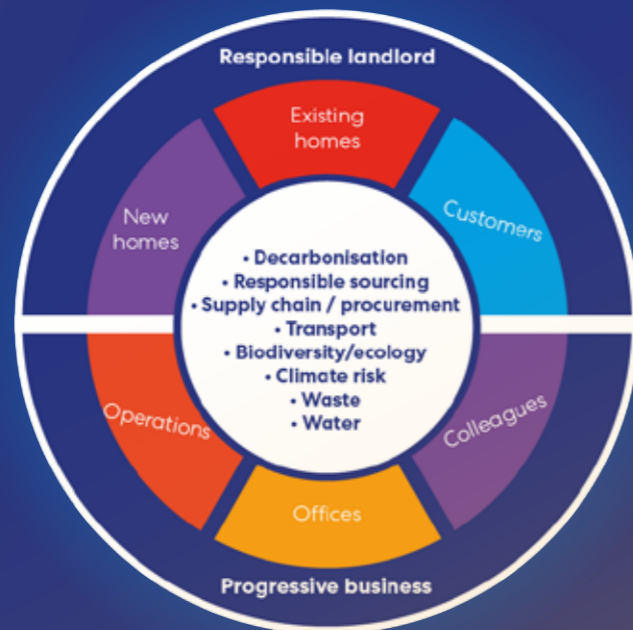 Responsible landlord
Existing
homes
New
homes
Customers
• Decarbonisation
• Responsible sourcing
• Supply chain / procurement
• Transport
• Biodiversity/ecology
• Climate risk
• Waste
• Water
Operations
Colleagues
Offices
Progressive business